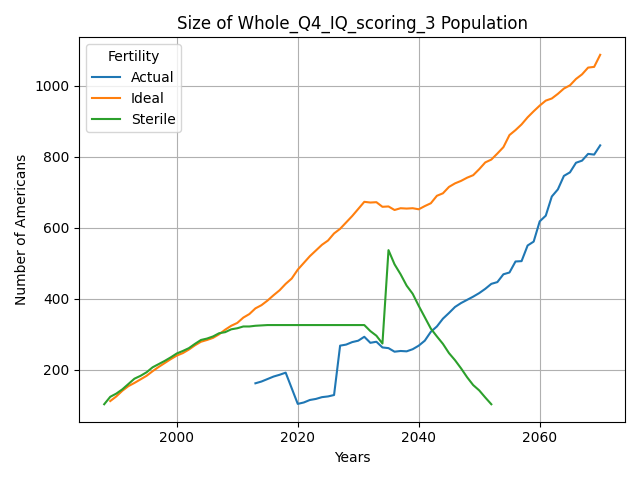 Size of Whole_Q4_IQ_scoring_3 Population
Fertility
Actual
Ideal
Sterile
Number of Americans
1000
800
600
400
200
2000
2020
2040
2060
Years